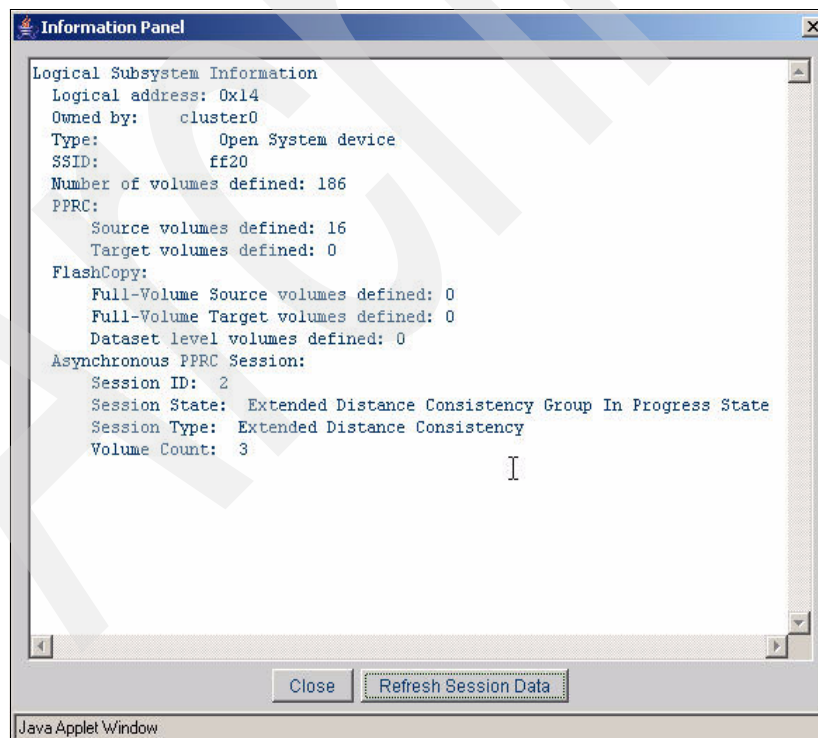 Information Panel
Logical Subsystem Information
Logical address: 0x14
Owned by: cluster0
Type: Open System device
SSID: ff20
Number of volumes defined: 186
PPRC:
Source volumes defined: 16
Target volumes defined: 0
FlashCopy:
Full-Volume Source volumes defined: 0
Full-Volume Target volumes defined: 0
Dataset level volumes defined: 0
Asynchronous PPRC Session:
Session ID: 2
Session State: Extended Distance Consistency Group In Progress State
Session Type: Extended Distance Consistency
Volume Count: 3
Close Refresh Session Data
Java Applet Window